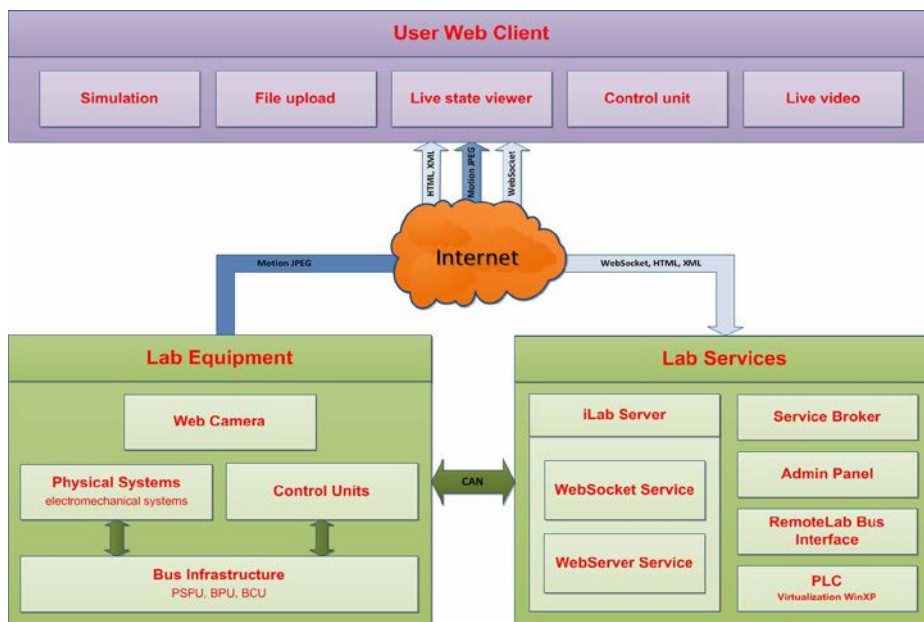 User Web Client
Simulation
File upload
Live state viewer
Control unit
Live video
HTML, XML
Motion JPEG
WebSocket
Internet
Motion JPEG
WebSocket, HTML, XML
Lab Equipment
Web Camera
Physical Systems
electromechanical systems
Control Units
Bus Infrastructure
PSPU, BPU, BCU
CAN
Lab Services
iLab Server
WebSocket Service
WebServer Service
Service Broker
Admin Panel
RemoteLab Bus
Interface
PLC
Virtualization WinXP